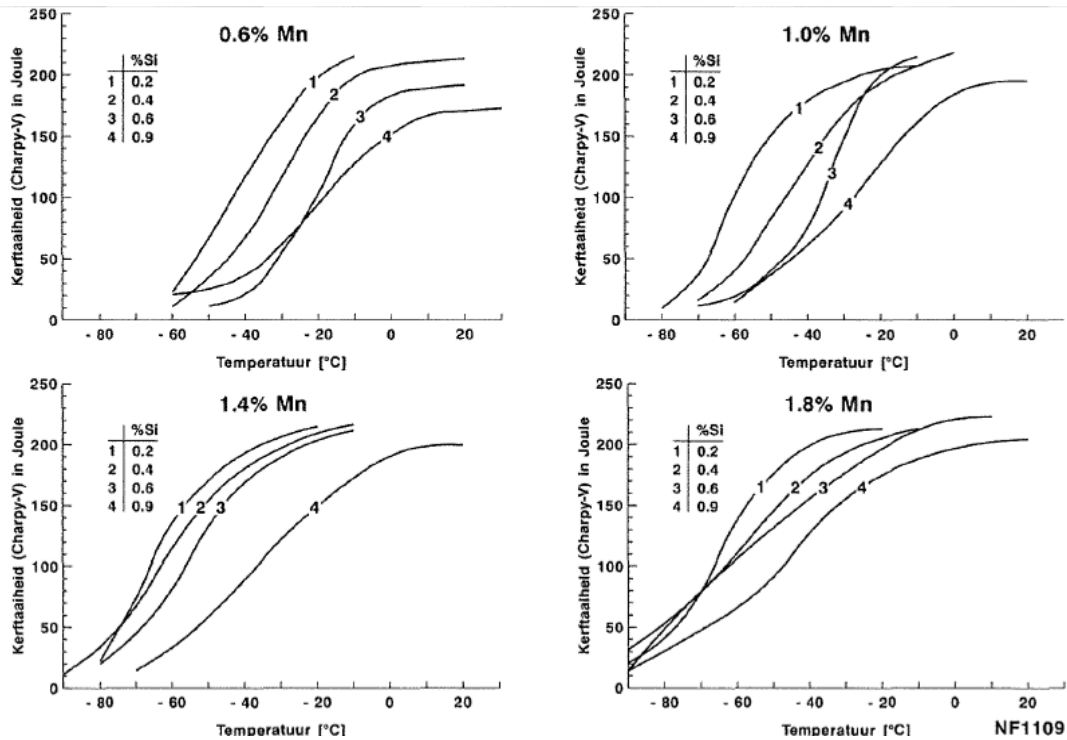 0.6% Mn
Kerftaaiheid (Charpy-V) in Joule
250
200
150
100
50
0
%Si
1 0.2
2 0.4
3 0.6
4 0.9
1
2
3
4
- 80 - 60 - 40 - 20 0 20
Temperatuur [°C]
1.0% Mn
Kerftaaiheid (Charpy-V) in Joule
250
200
150
100
50
0
%Si
1 0.2
2 0.4
3 0.6
4 0.9
1
2
3
4
- 80 - 60 - 40 - 20 0 20
Temperatuur [°C]
1.4% Mn
Kerftaaiheid (Charpy-V) in Joule
250
200
150
100
50
0
%Si
1 0.2
2 0.4
3 0.6
4 0.9
1 2 3
4
- 80 - 60 - 40 - 20 0 20
Temperatuur [°C]
1.8% Mn
Kerftaaiheid (Charpy-V) in Joule
250
200
150
100
50
0
%Si
1 0.2
2 0.4
3 0.6
4 0.9
1 2 3 4
- 80 - 60 - 40 - 20 0 20
Temperatuur [°C]
NF1109